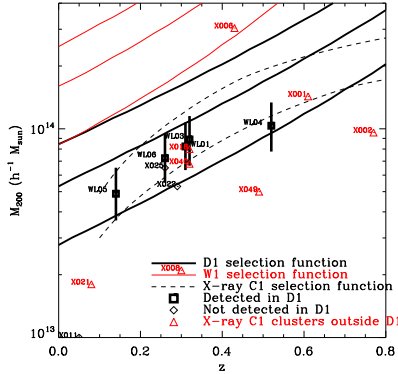 X006
X001
10^14
WL04
X002
WL03
WL01
WL06
X025
X022
WL05
X049
M200 (h^-1 Msun)
D1 selection function
W1 selection function
X-ray C1 selection function
Detected in D1
Not detected in D1
X-ray C1 clusters outside D1
X008
X021
X011
10^13
0.0 0.2 0.4 0.6 0.8
z